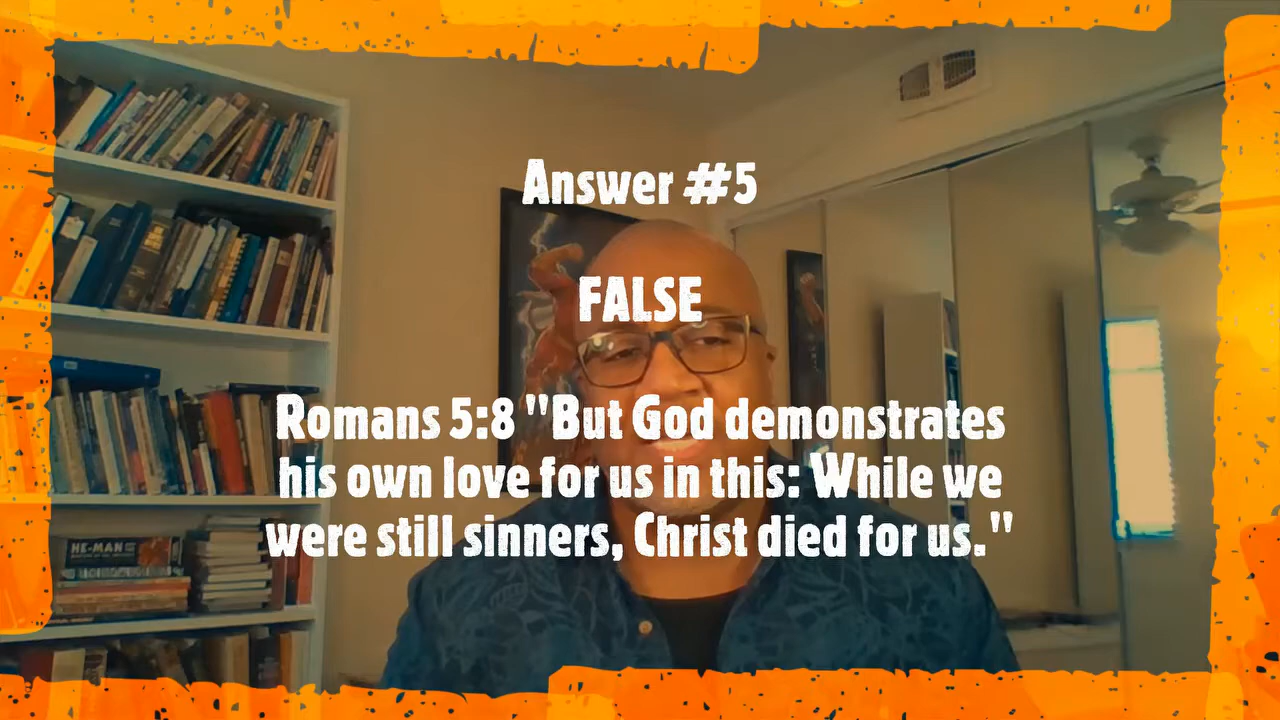 Answer #5
FALSE
Romans 5:8 "But God demonstrates
his own love for us in this: While we
were still sinners, Christ died for us."
HE-MAN